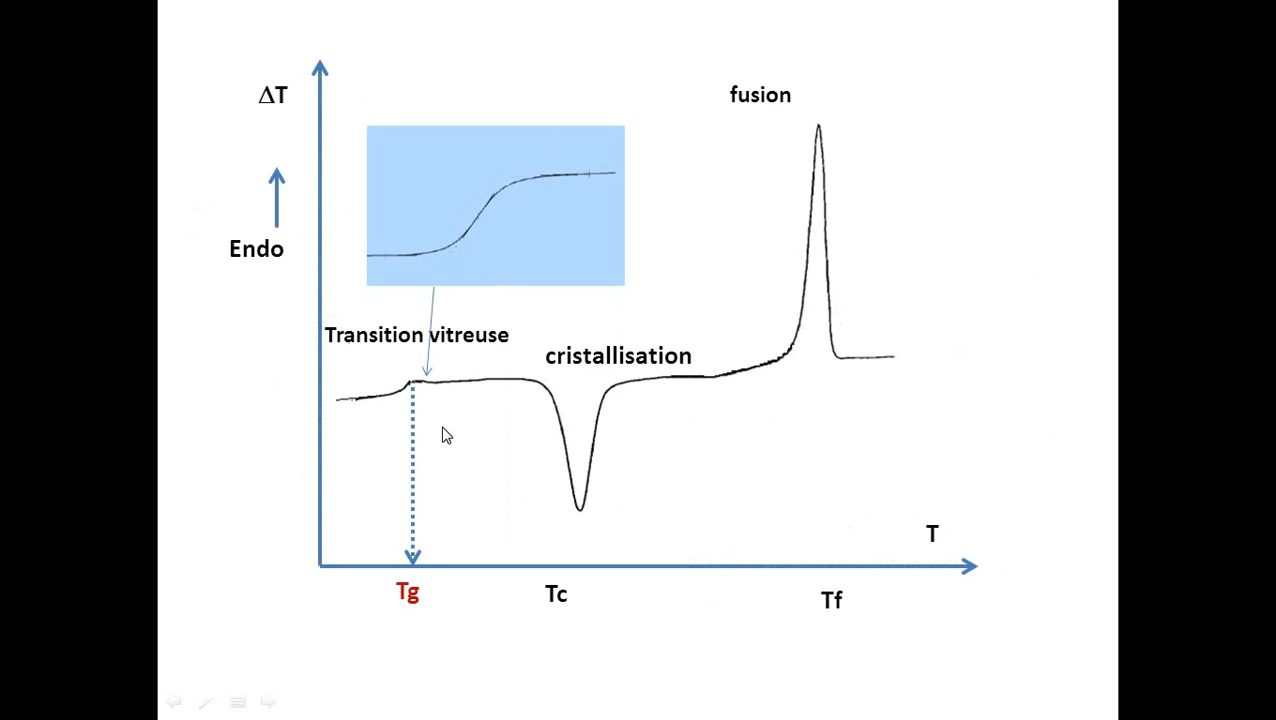 ΔT
fusion
Endo
Transition vitreuse
cristallisation
T
Tg
Tc
Tf